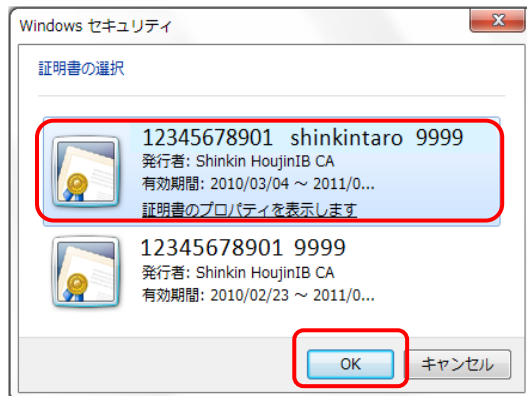 Windows セキュリティ
証明書の選択
12345678901 shinkintaro 9999
発行者: Shinkin HoujinIB CA
有効期間: 2010/03/04 ～ 2011/0...
証明書のプロパティを表示します
12345678901 9999
発行者: Shinkin HoujinIB CA
有効期間: 2010/02/23 ～ 2011/0...
OK キャンセル